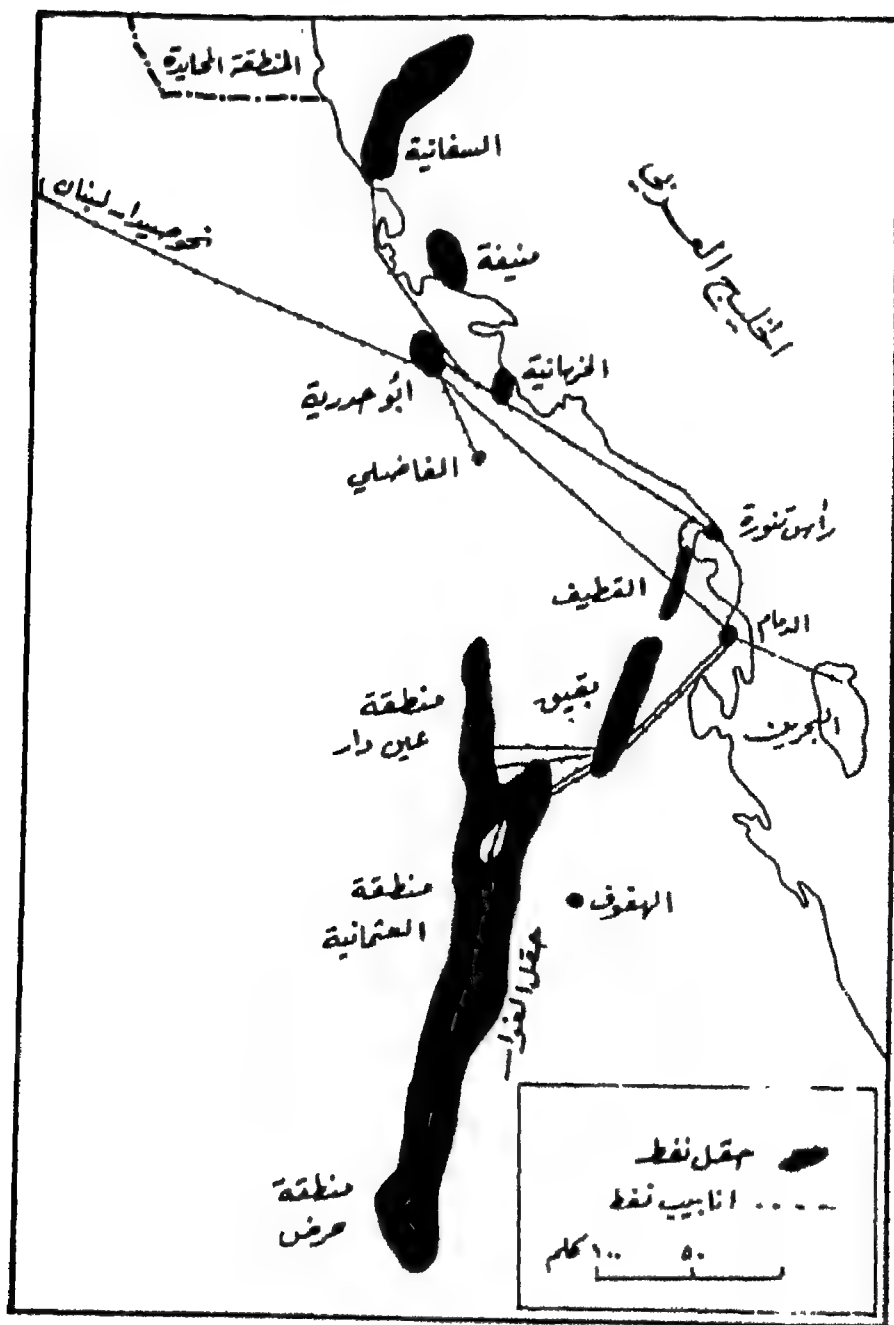 المنطقة المحايدة
السفانية
الخليج العربي
نحو صيدا - لبنان
منيفة
الخرسانية
أبو حدرية
الفاضلي
رأس تنورة
القطيف
الدمام
بقيق
البحرين
منطقة
عين دار
منطقة
العثمانية
الهفوف
حقل الغوار
منطقة
حرض
حقل نفط
انابيب نفط
٥٠ ١٠٠ كلم